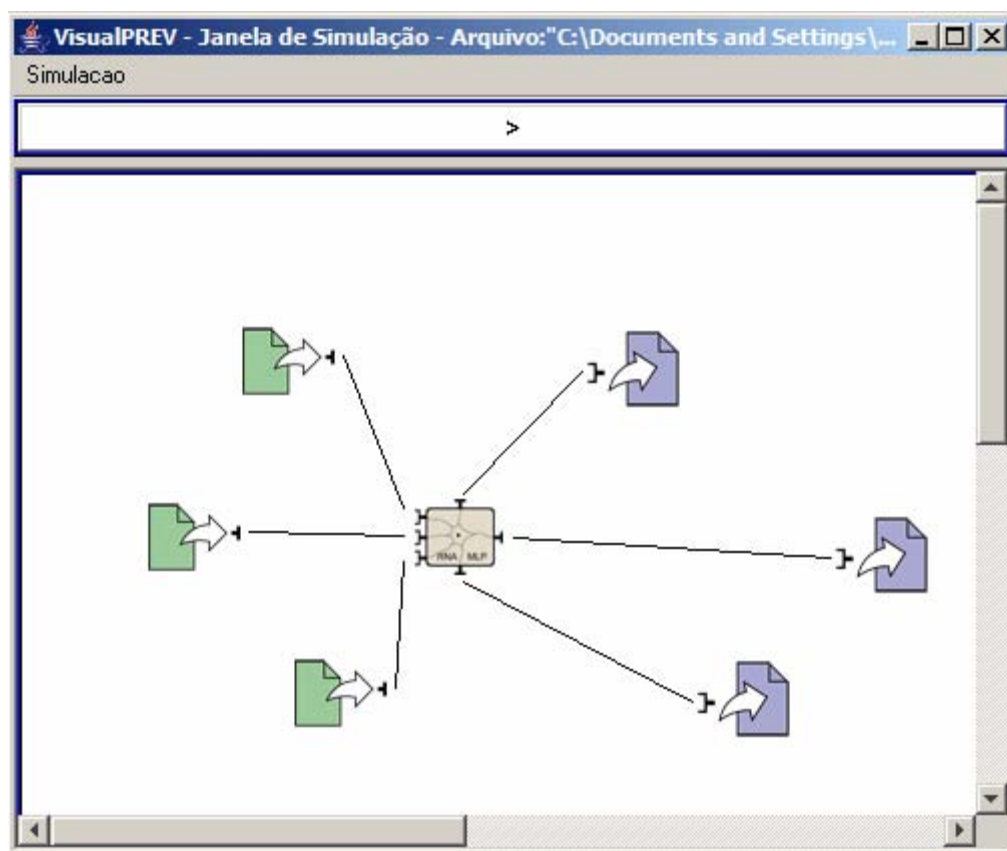 VisualPREV - Janela de Simulação - Arquivo:"C:\Documents and Settings\...
Simulacao
>
RNA MLP